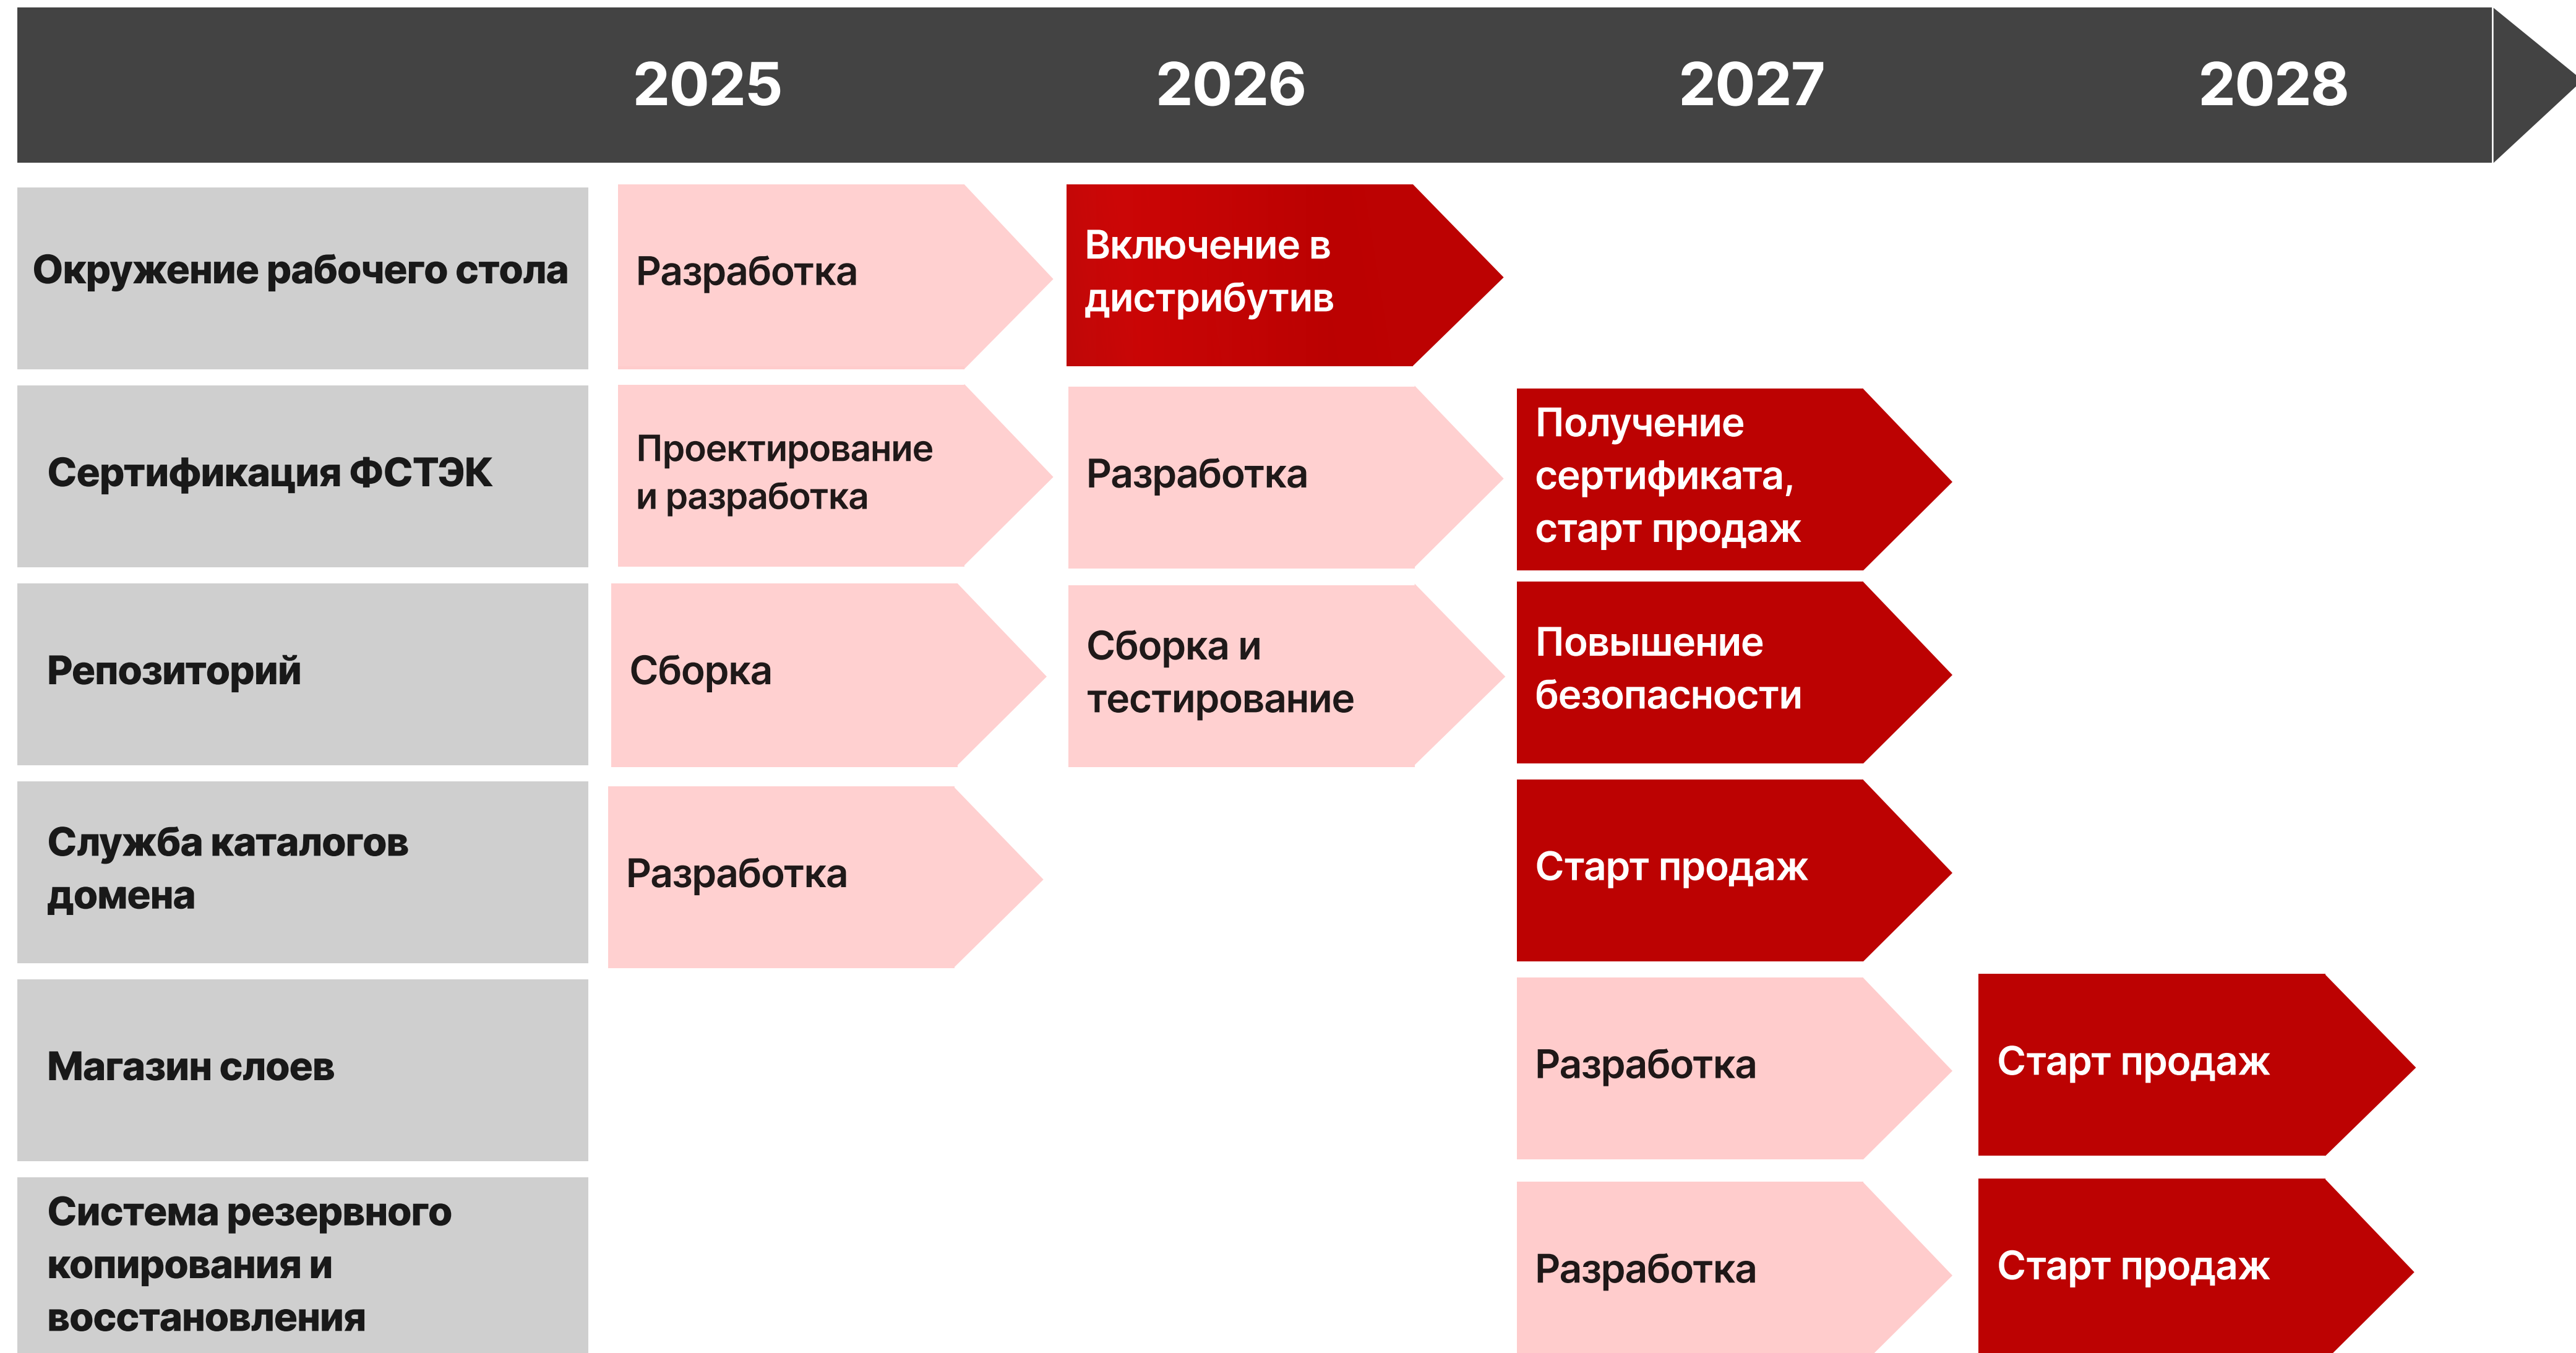 2025 2026 2027 2028
Окружение рабочего стола
Разработка
Включение в
дистрибутив
Сертификация ФСТЭК
Проектирование
и разработка
Разработка
Получение
сертификата,
старт продаж
Репозиторий
Сборка
Сборка и
тестирование
Повышение
безопасности
Служба каталогов
домена
Разработка
Старт продаж
Магазин слоев
Разработка
Старт продаж
Система резервного
копирования и
восстановления
Разработка
Старт продаж